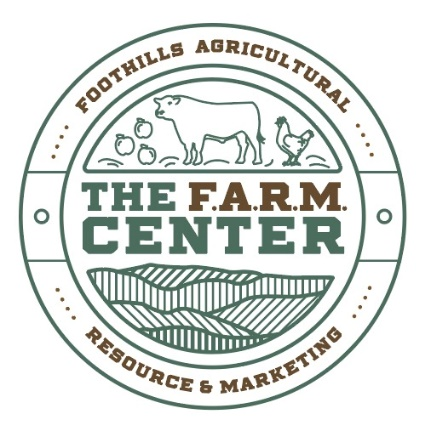 FOOTHILLS AGRICULTURAL
THE F.A.R.M.
CENTER
RESOURCE & MARKETING